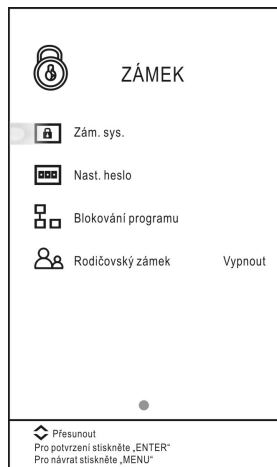 ZÁMEK
Zám. sys.
Nast. heslo
Blokování programu
Rodičovský zámek Vypnout
Přesunout
Pro potvrzení stiskněte „ENTER“
Pro návrat stiskněte „MENU“